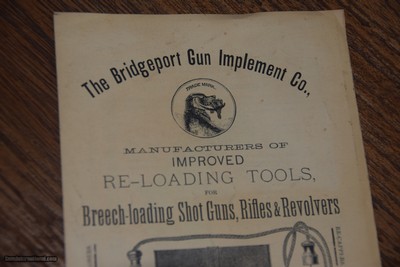 The Bridgeport Gun Implement Co.,
MANUFACTURERS OF
IMPROVED
RE-LOADING TOOLS,
FOR
Breech-loading Shot Guns, Rifles & Revolvers